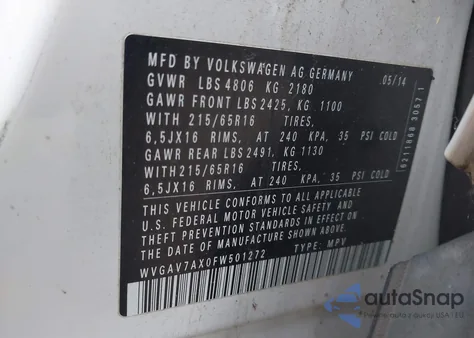 MFD BY VOLKSWAGEN AG GERMANY 05/14
GVWR LBS 4806 KG 2180
GAWR FRONT LBS 2425, KG 1100
WITH 215/65R16 TIRES,
6,5JX16 RIMS, AT 240 KPA, 35 PSI COLD
GAWR REAR LBS 2491, KG 1130
WITH 215/65R16 TIRES,
6,5JX16 RIMS, AT 240 KPA, 35 PSI COLD
THIS VEHICLE CONFORMS TO ALL APPLICABLE
U.S. FEDERAL MOTOR VEHICLE SAFETY AND
THEFT PREVENTION STANDARDS IN EFFECT ON
THE DATE OF MANUFACTURE SHOWN ABOVE.
WVGAV7AX0FW501272 TYPE: MPV
autoSnap